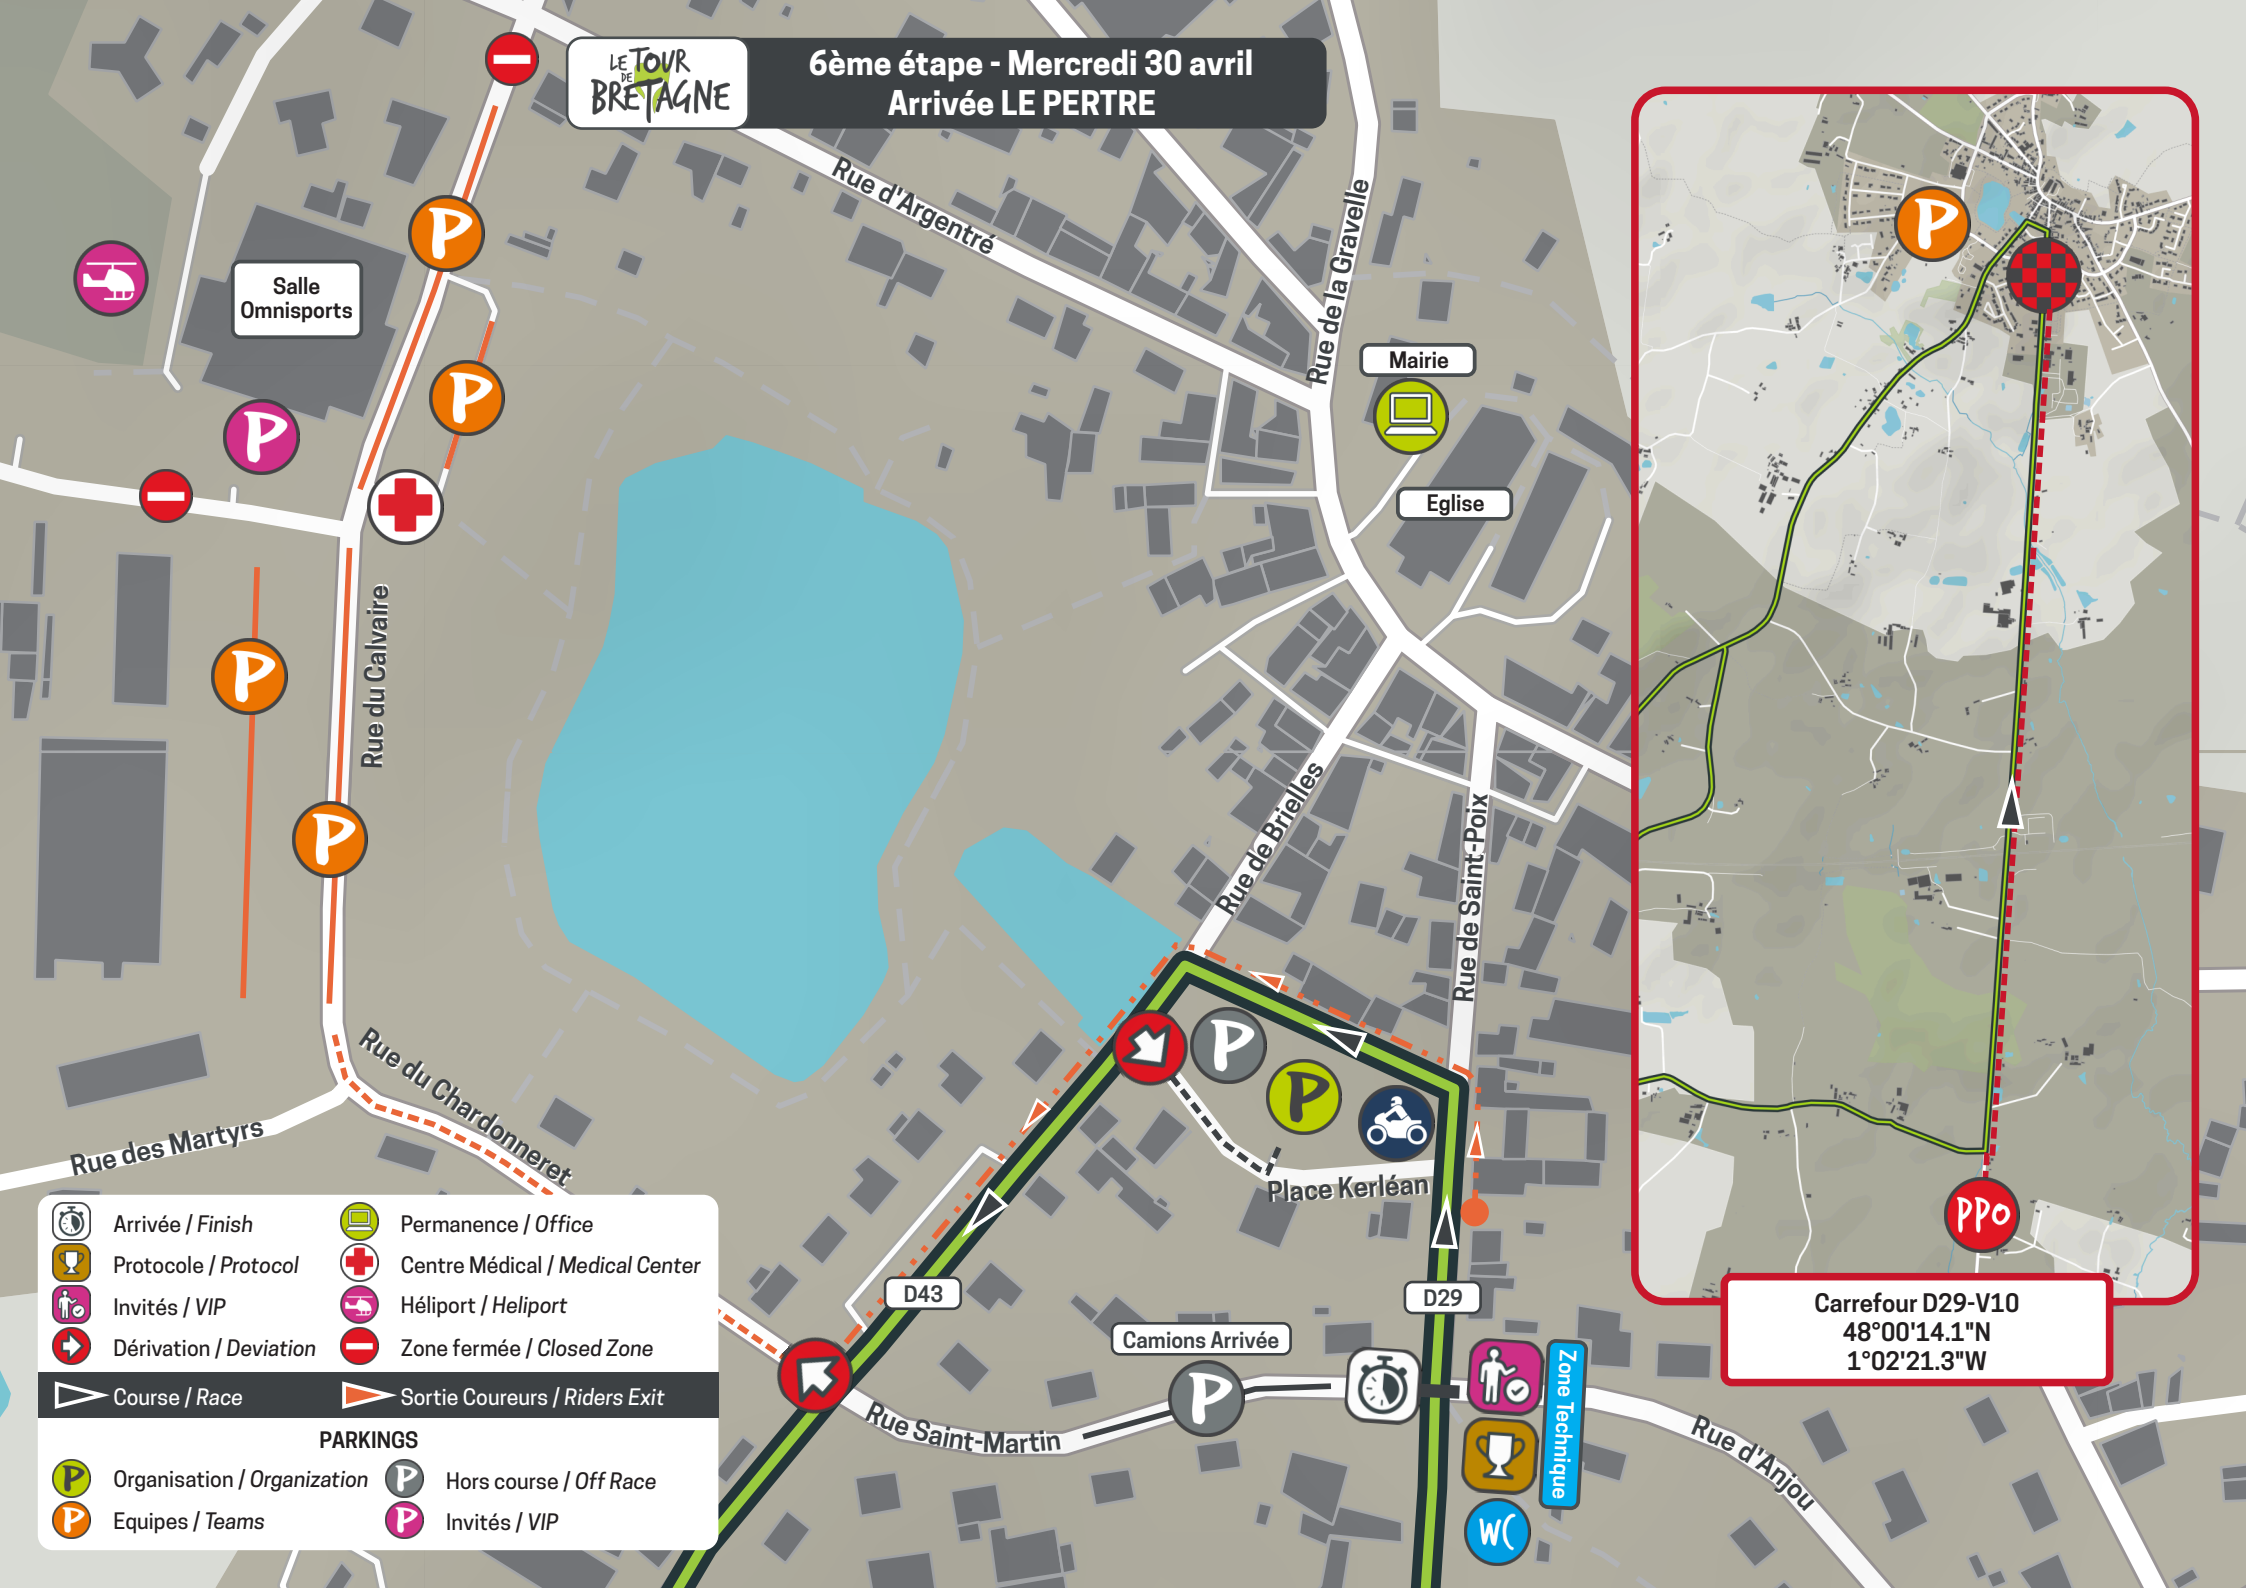 LE TOUR
DE
BRETAGNE
6ème étape - Mercredi 30 avril
Arrivée LE PERTRE
Rue d'Argentré
Rue de la Gravelle
Salle
Omnisports
Mairie
Eglise
P
P
P
P
P
P
Rue du Calvaire
Rue de Brielles
Rue de Saint-Poix
Rue du Chardonneret
Rue des Martyrs
P
P
Place Kerléan
D43
D29
Camions Arrivée
P
Rue Saint-Martin
Zone Technique
WC
Rue d'Anjou
PPO
Carrefour D29-V10
48°00'14.1"N
1°02'21.3"W
Arrivée / Finish
Permanence / Office
Protocole / Protocol
Centre Médical / Medical Center
Invités / VIP
Héliport / Heliport
Dérivation / Deviation
Zone fermée / Closed Zone
Course / Race
Sortie Coureurs / Riders Exit
PARKINGS
P Organisation / Organization
P Hors course / Off Race
P Equipes / Teams
P Invités / VIP